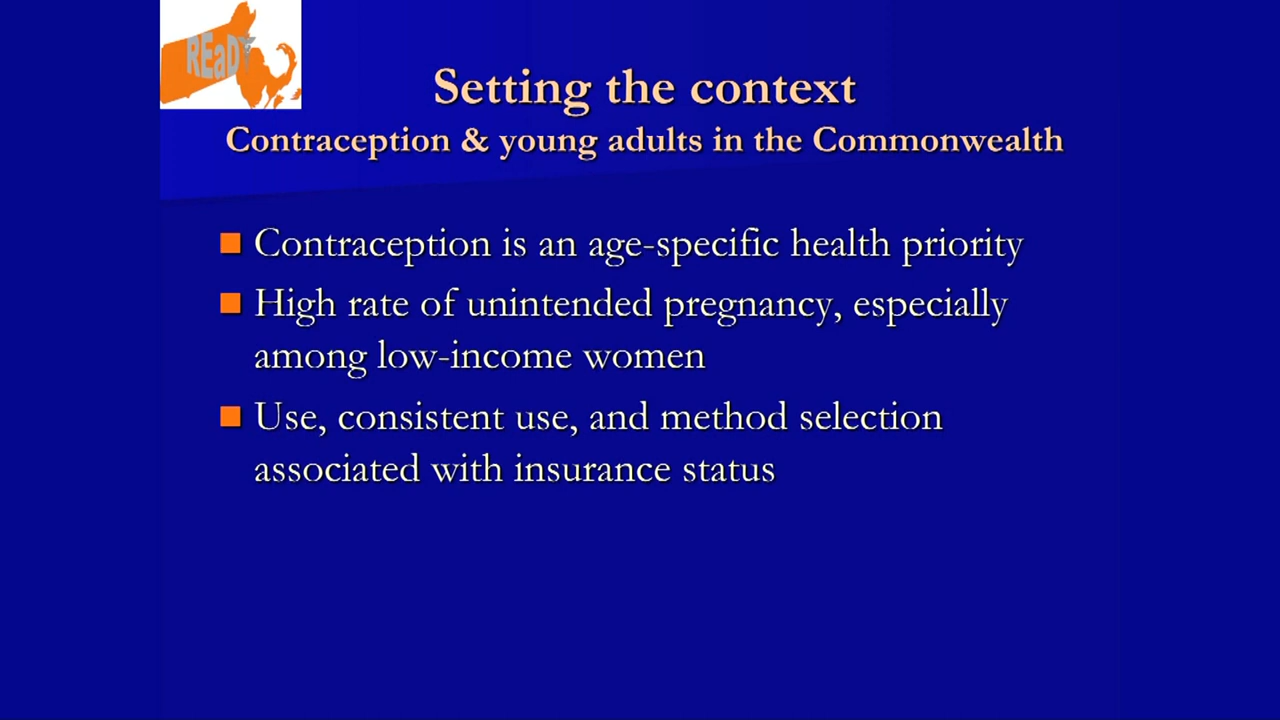 REaDY
Setting the context
Contraception & young adults in the Commonwealth
Contraception is an age-specific health priority
High rate of unintended pregnancy, especially
among low-income women
Use, consistent use, and method selection
associated with insurance status